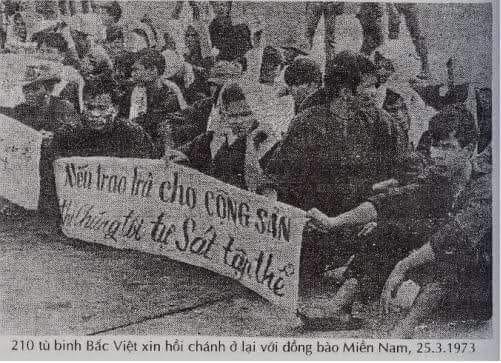 Nếu trao trả cho CỘNG SẢN
thì Chúng tôi tự Sát tập thể
210 tù binh Bắc Việt xin hồi chánh ở lại với đồng bào Miền Nam, 25.3.1973